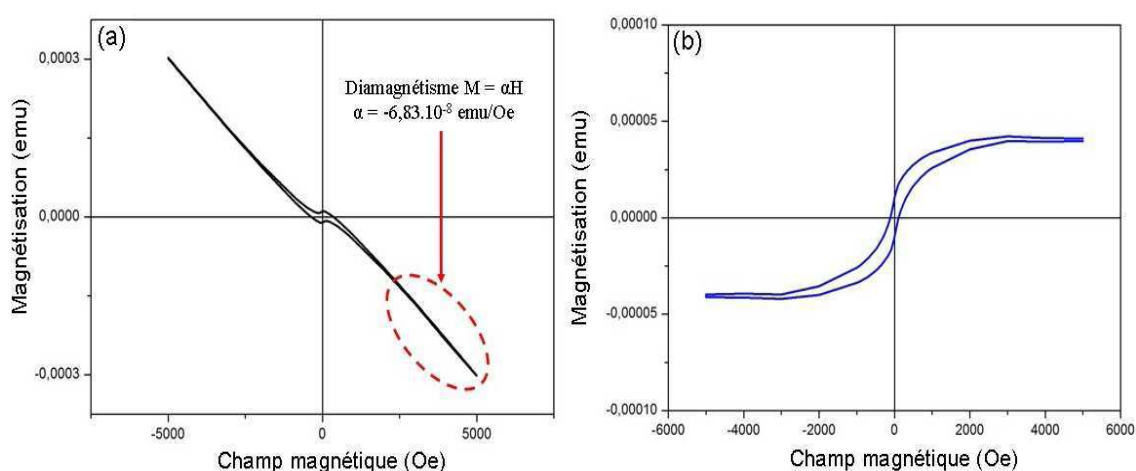 (a)
0,0003
0,0000
-0,0003
Magnétisation (emu)
Diamagnétisme M = αH
α = -6,83.10⁻⁸ emu/Oe
-5000 0 5000
Champ magnétique (Oe)
(b)
0,00010
0,00005
0,00000
-0,00005
-0,00010
Magnétisation (emu)
-6000 -4000 -2000 0 2000 4000 6000
Champ magnétique (Oe)